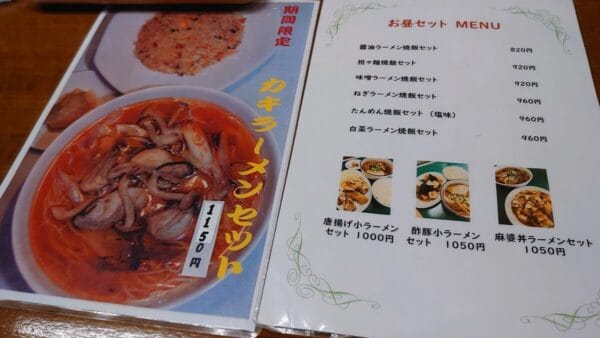 期間限定
カキラーメンセット
1150円
お昼セット MENU
醤油ラーメン焼飯セット 820円
担々麺焼飯セット 920円
味噌ラーメン焼飯セット 920円
ねぎラーメン焼飯セット 960円
たんめん焼飯セット（塩味） 960円
白菜ラーメン焼飯セット 960円
唐揚げ小ラーメン
セット 1000円
酢豚小ラーメン
セット 1050円
麻婆丼ラーメンセット
1050円